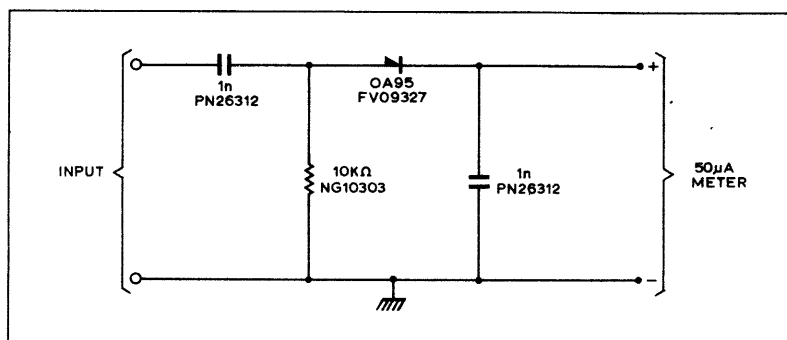 1n
PN26312
OA95
FV09327
INPUT
10KΩ
NG10303
1n
PN26312
+
50µA
METER
−